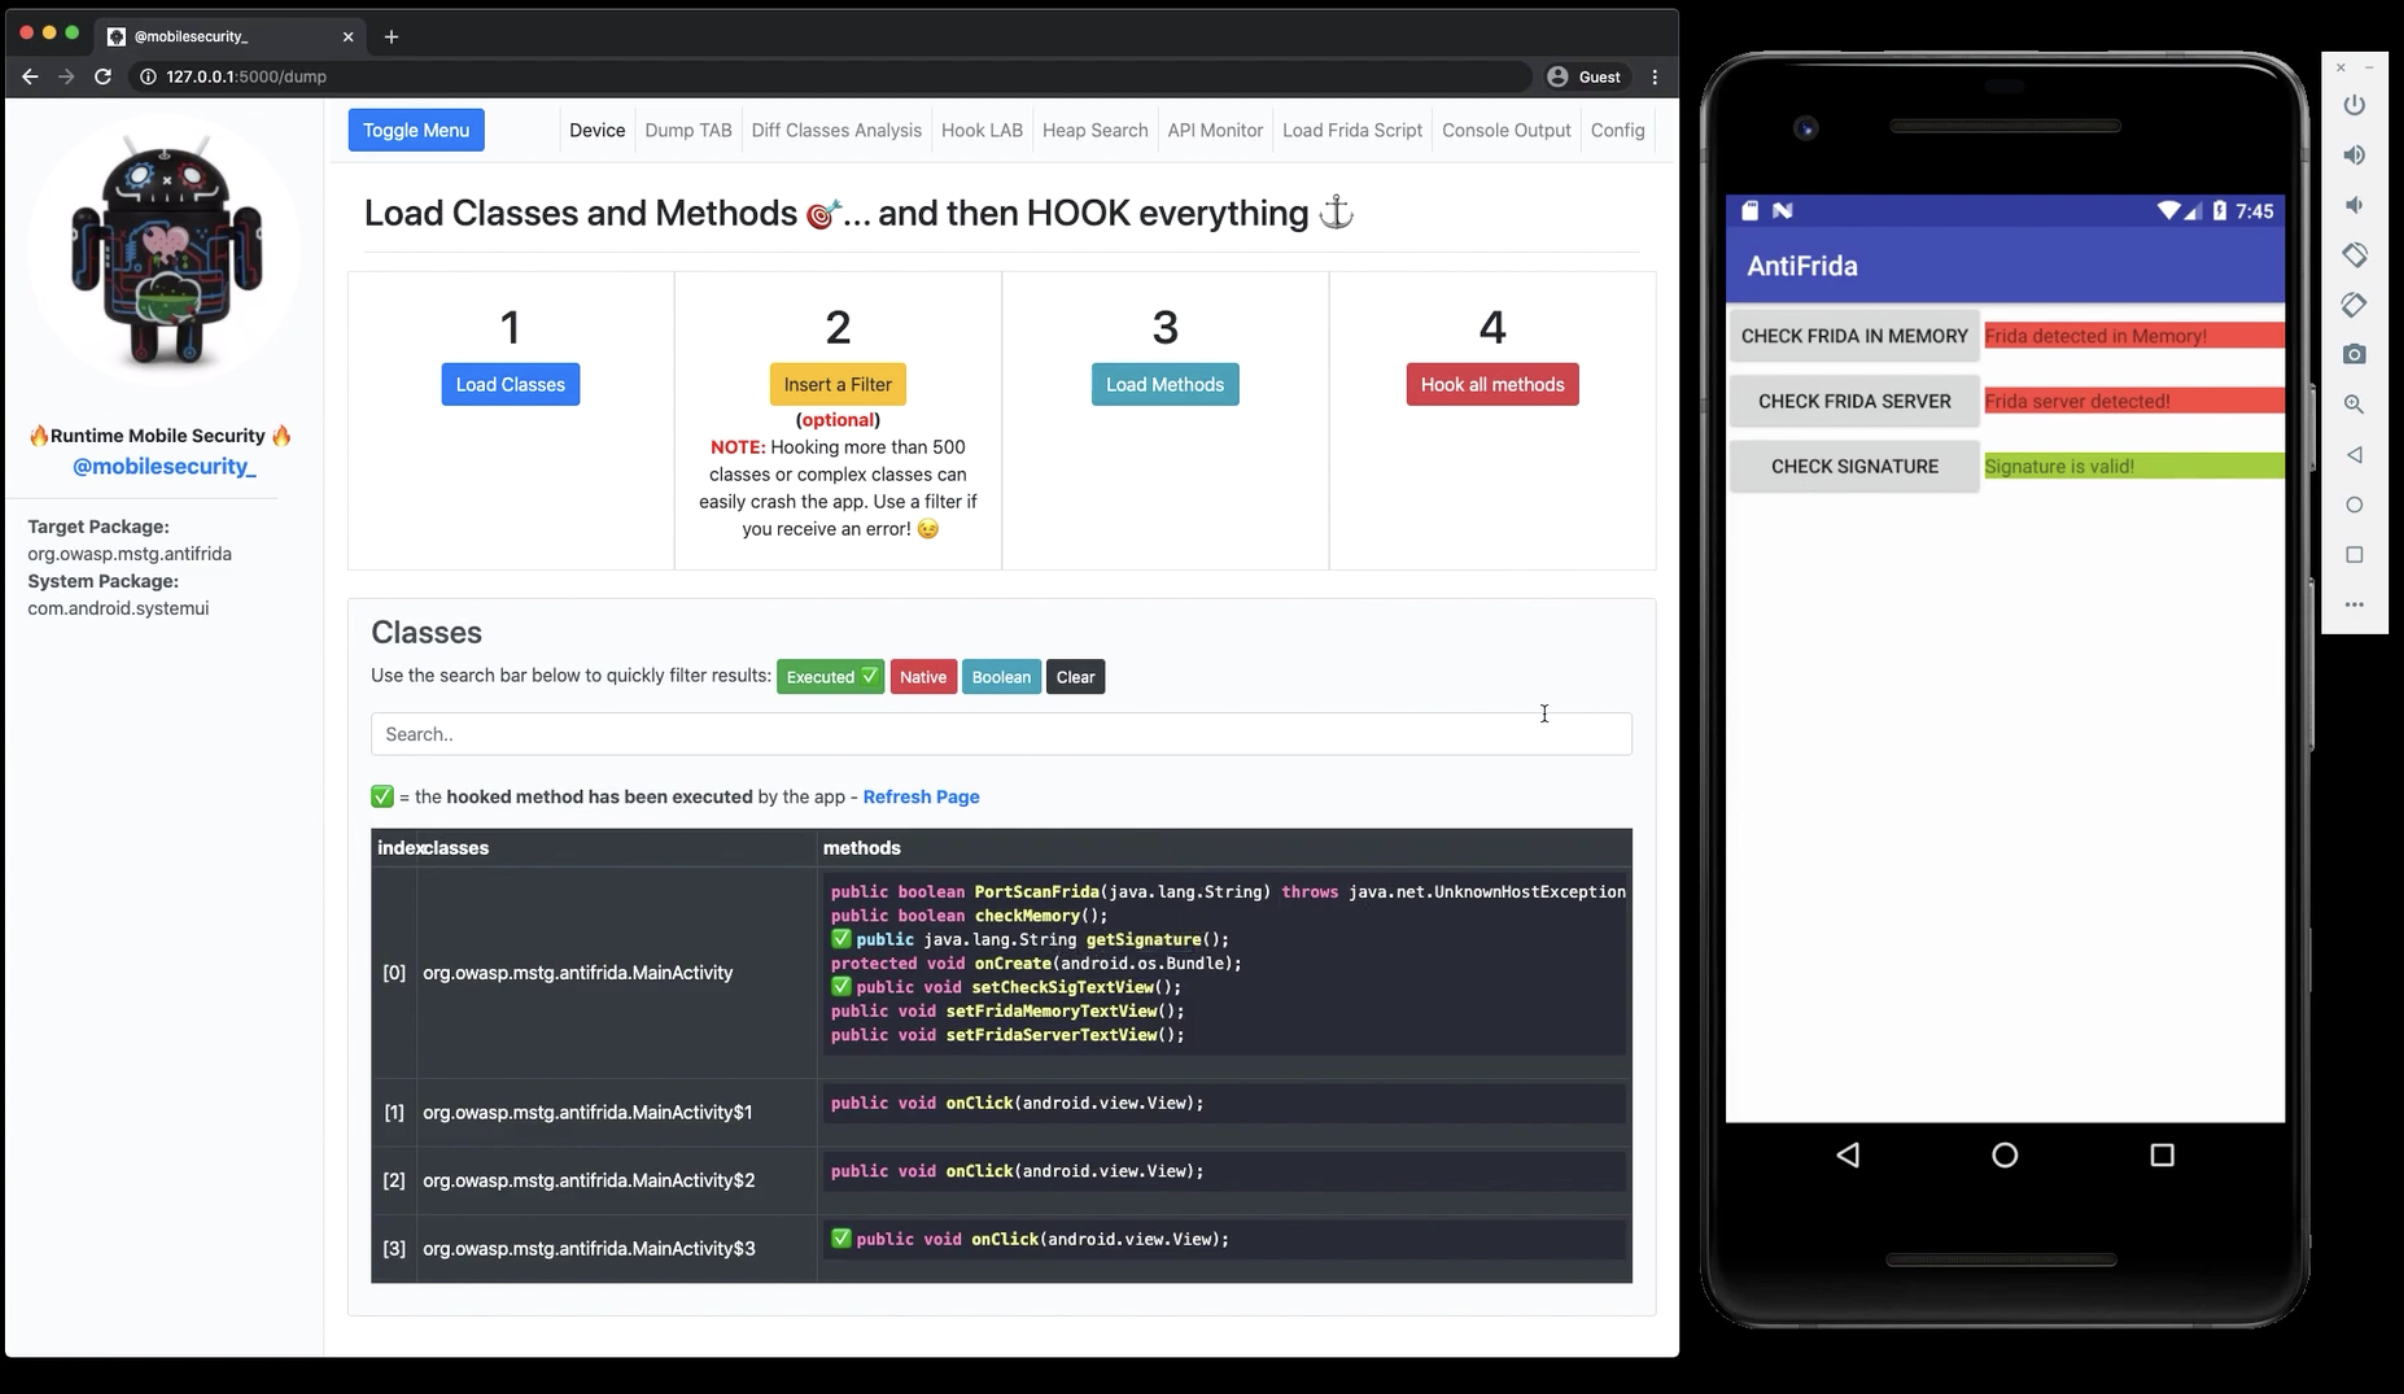 @mobilesecurity_
127.0.0.1:5000/dump
Guest
🔥Runtime Mobile Security 🔥
@mobilesecurity_
Target Package:
org.owasp.mstg.antifrida
System Package:
com.android.systemui
Toggle Menu
Device
Dump TAB
Diff Classes Analysis
Hook LAB
Heap Search
API Monitor
Load Frida Script
Console Output
Config
Load Classes and Methods 🎯... and then HOOK everything ⚓
1
Load Classes
2
Insert a Filter
(optional)
NOTE: Hooking more than 500
classes or complex classes can
easily crash the app. Use a filter if
you receive an error! 😉
3
Load Methods
4
Hook all methods
Classes
Use the search bar below to quickly filter results: Executed ✅ Native Boolean Clear
Search..
✅ = the hooked method has been executed by the app - Refresh Page
index classes methods
[0] org.owasp.mstg.antifrida.MainActivity
public boolean PortScanFrida(java.lang.String) throws java.net.UnknownHostException
public boolean checkMemory();
✅ public java.lang.String getSignature();
protected void onCreate(android.os.Bundle);
✅ public void setCheckSigTextView();
public void setFridaMemoryTextView();
public void setFridaServerTextView();
[1] org.owasp.mstg.antifrida.MainActivity$1 public void onClick(android.view.View);
[2] org.owasp.mstg.antifrida.MainActivity$2 public void onClick(android.view.View);
[3] org.owasp.mstg.antifrida.MainActivity$3 ✅ public void onClick(android.view.View);
7:45
AntiFrida
CHECK FRIDA IN MEMORY Frida detected in Memory!
CHECK FRIDA SERVER Frida server detected!
CHECK SIGNATURE Signature is valid!